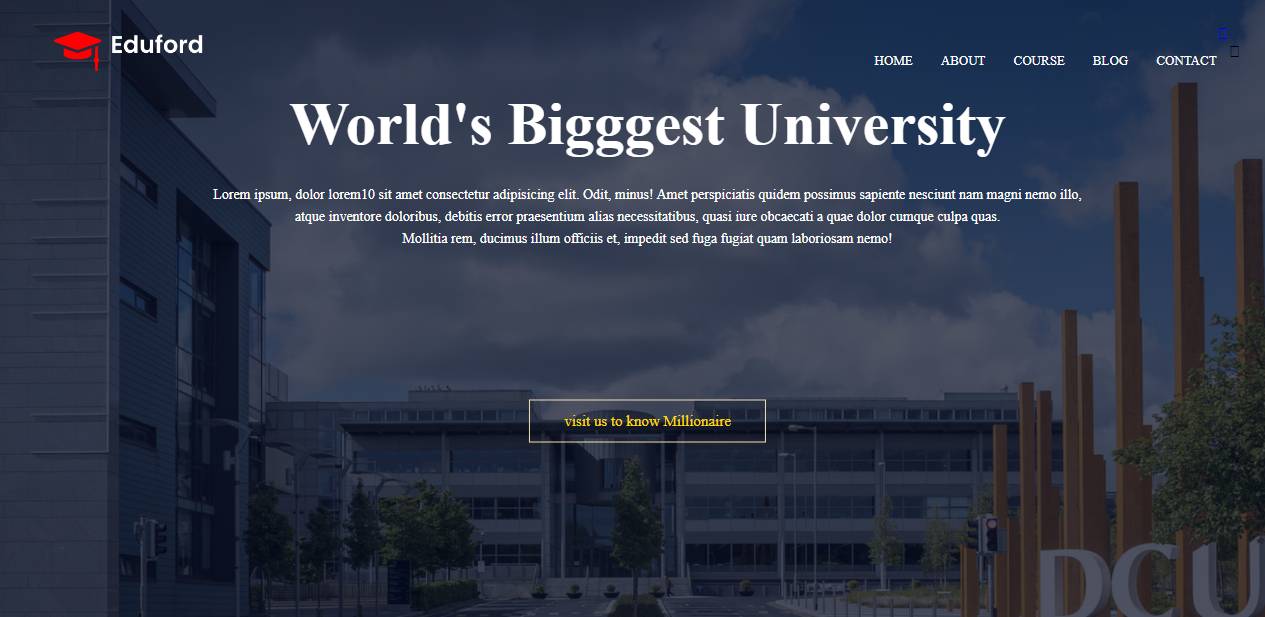 Eduford
HOME ABOUT COURSE BLOG CONTACT
World's Bigggest University
Lorem ipsum, dolor lorem10 sit amet consectetur adipisicing elit. Odit, minus! Amet perspiciatis quidem possimus sapiente nesciunt nam magni nemo illo,
atque inventore doloribus, debitis error praesentium alias necessitatibus, quasi iure obcaecati a quae dolor cumque culpa quas.
Mollitia rem, ducimus illum officiis et, impedit sed fuga fugiat quam laboriosam nemo!
visit us to know Millionaire
DCU